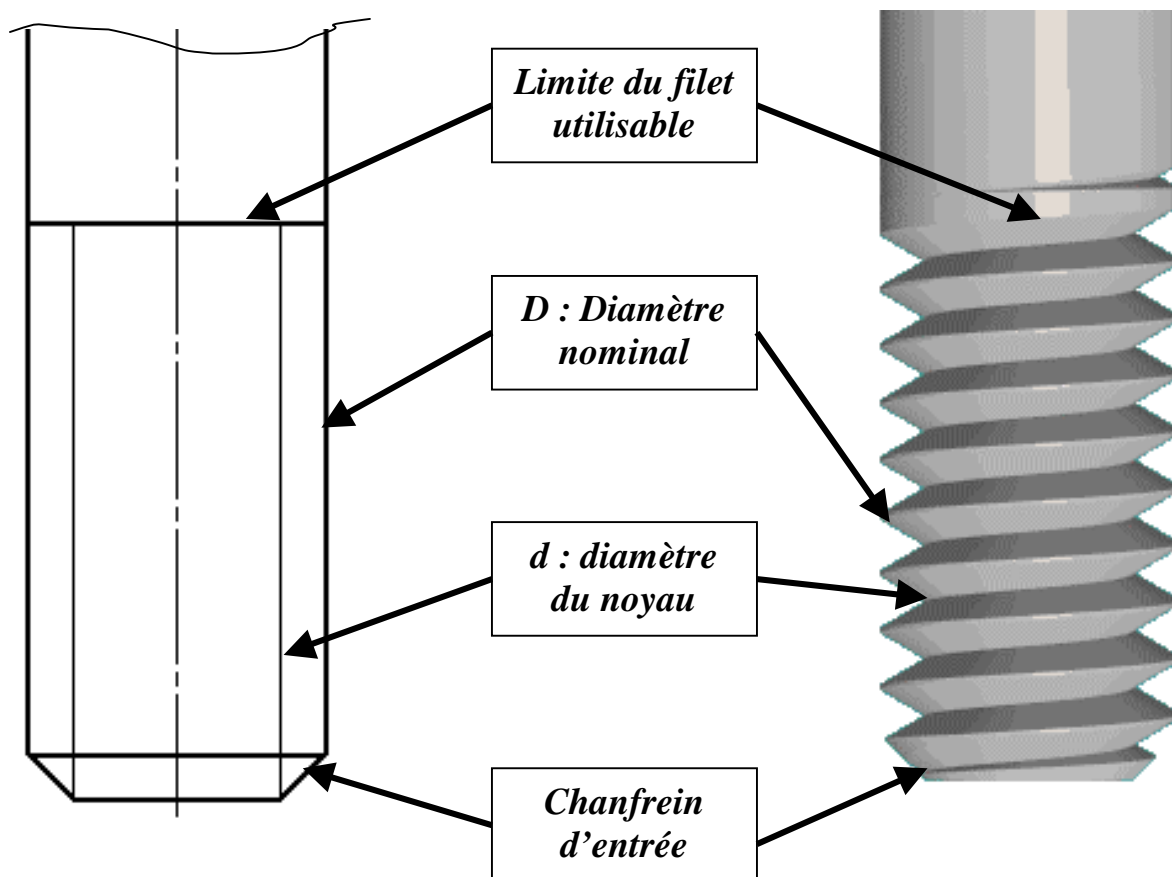 Limite du filet
utilisable
D : Diamètre
nominal
d : diamètre
du noyau
Chanfrein
d’entrée